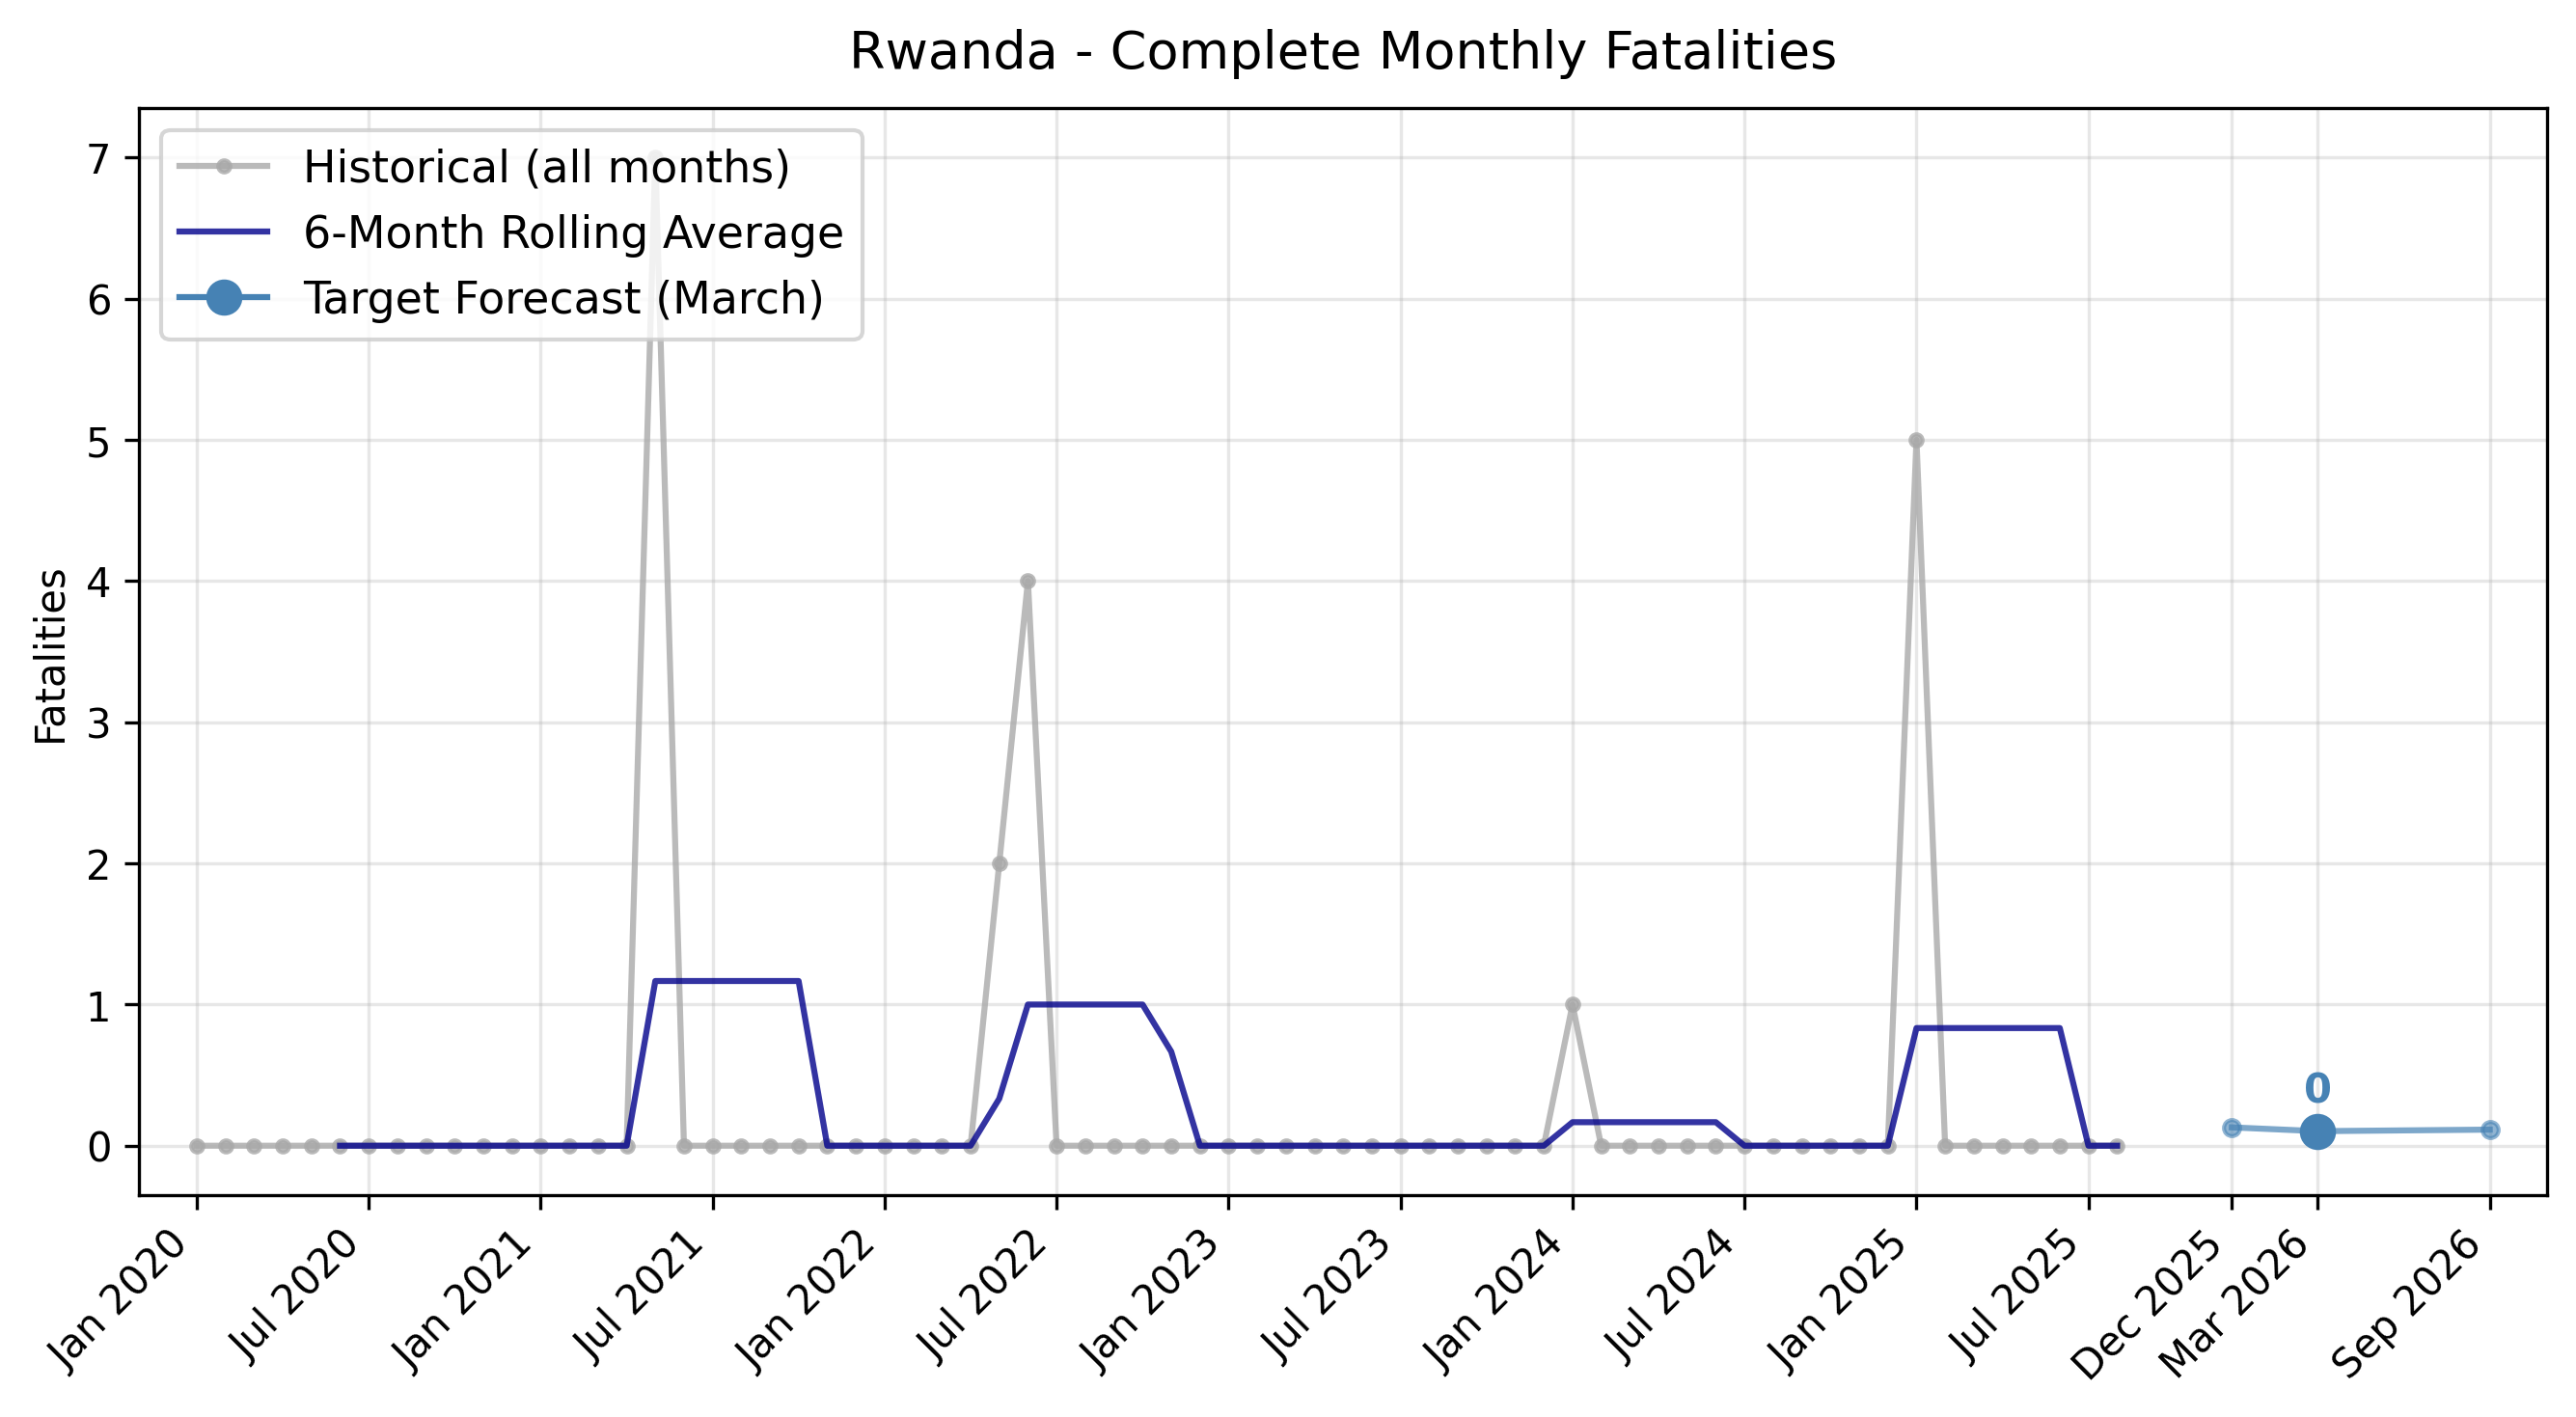 Rwanda - Complete Monthly Fatalities
Historical (all months)
6-Month Rolling Average
Target Forecast (March)
Fatalities
7
6
5
4
3
2
1
0
0
Jan 2020
Jul 2020
Jan 2021
Jul 2021
Jan 2022
Jul 2022
Jan 2023
Jul 2023
Jan 2024
Jul 2024
Jan 2025
Jul 2025
Dec 2025
Mar 2026
Sep 2026